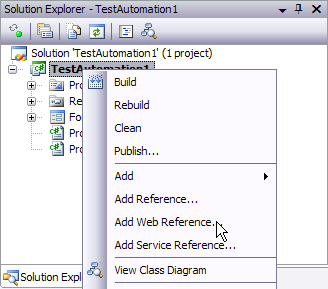 Solution Explorer - TestAutomation1
Solution 'TestAutomation1' (1 project)
TestAutomation1
Pro
Re
Fo
Pro
Pro
Build
Rebuild
Clean
Publish...
Add
Add Reference...
Add Web Reference...
Add Service Reference...
View Class Diagram
Solution Expl